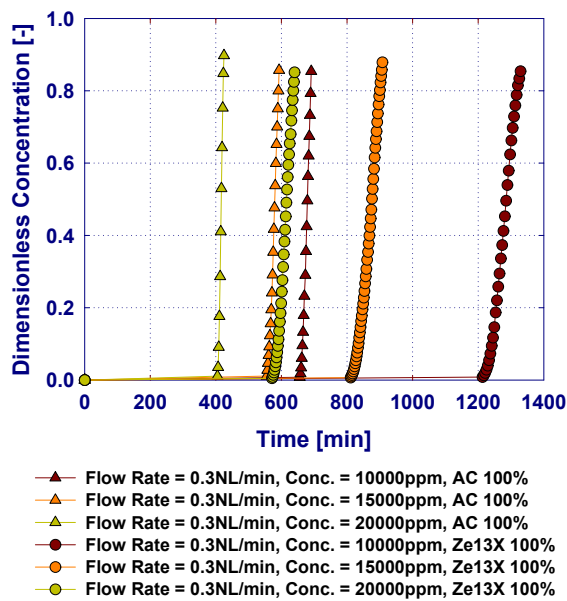 1.0
0.8
0.6
0.4
0.2
0.0
Dimensionless Concentration [-]
0 200 400 600 800 1000 1200 1400
Time [min]
Flow Rate = 0.3NL/min, Conc. = 10000ppm, AC 100%
Flow Rate = 0.3NL/min, Conc. = 15000ppm, AC 100%
Flow Rate = 0.3NL/min, Conc. = 20000ppm, AC 100%
Flow Rate = 0.3NL/min, Conc. = 10000ppm, Ze13X 100%
Flow Rate = 0.3NL/min, Conc. = 15000ppm, Ze13X 100%
Flow Rate = 0.3NL/min, Conc. = 20000ppm, Ze13X 100%